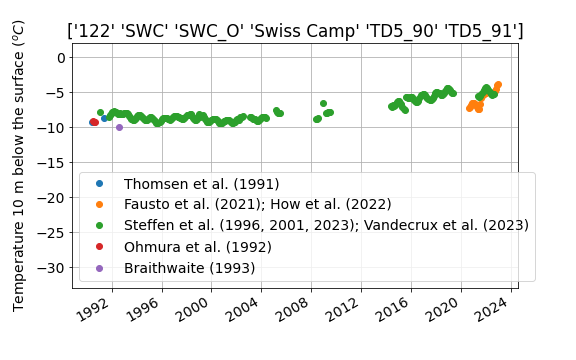 ['122' 'SWC' 'SWC_O' 'Swiss Camp' 'TD5_90' 'TD5_91']
Temperature 10 m below the surface (°C)
0
−5
−10
−15
−20
−25
−30
Thomsen et al. (1991)
Fausto et al. (2021); How et al. (2022)
Steffen et al. (1996, 2001, 2023); Vandecrux et al. (2023)
Ohmura et al. (1992)
Braithwaite (1993)
1992 1996 2000 2004 2008 2012 2016 2020 2024